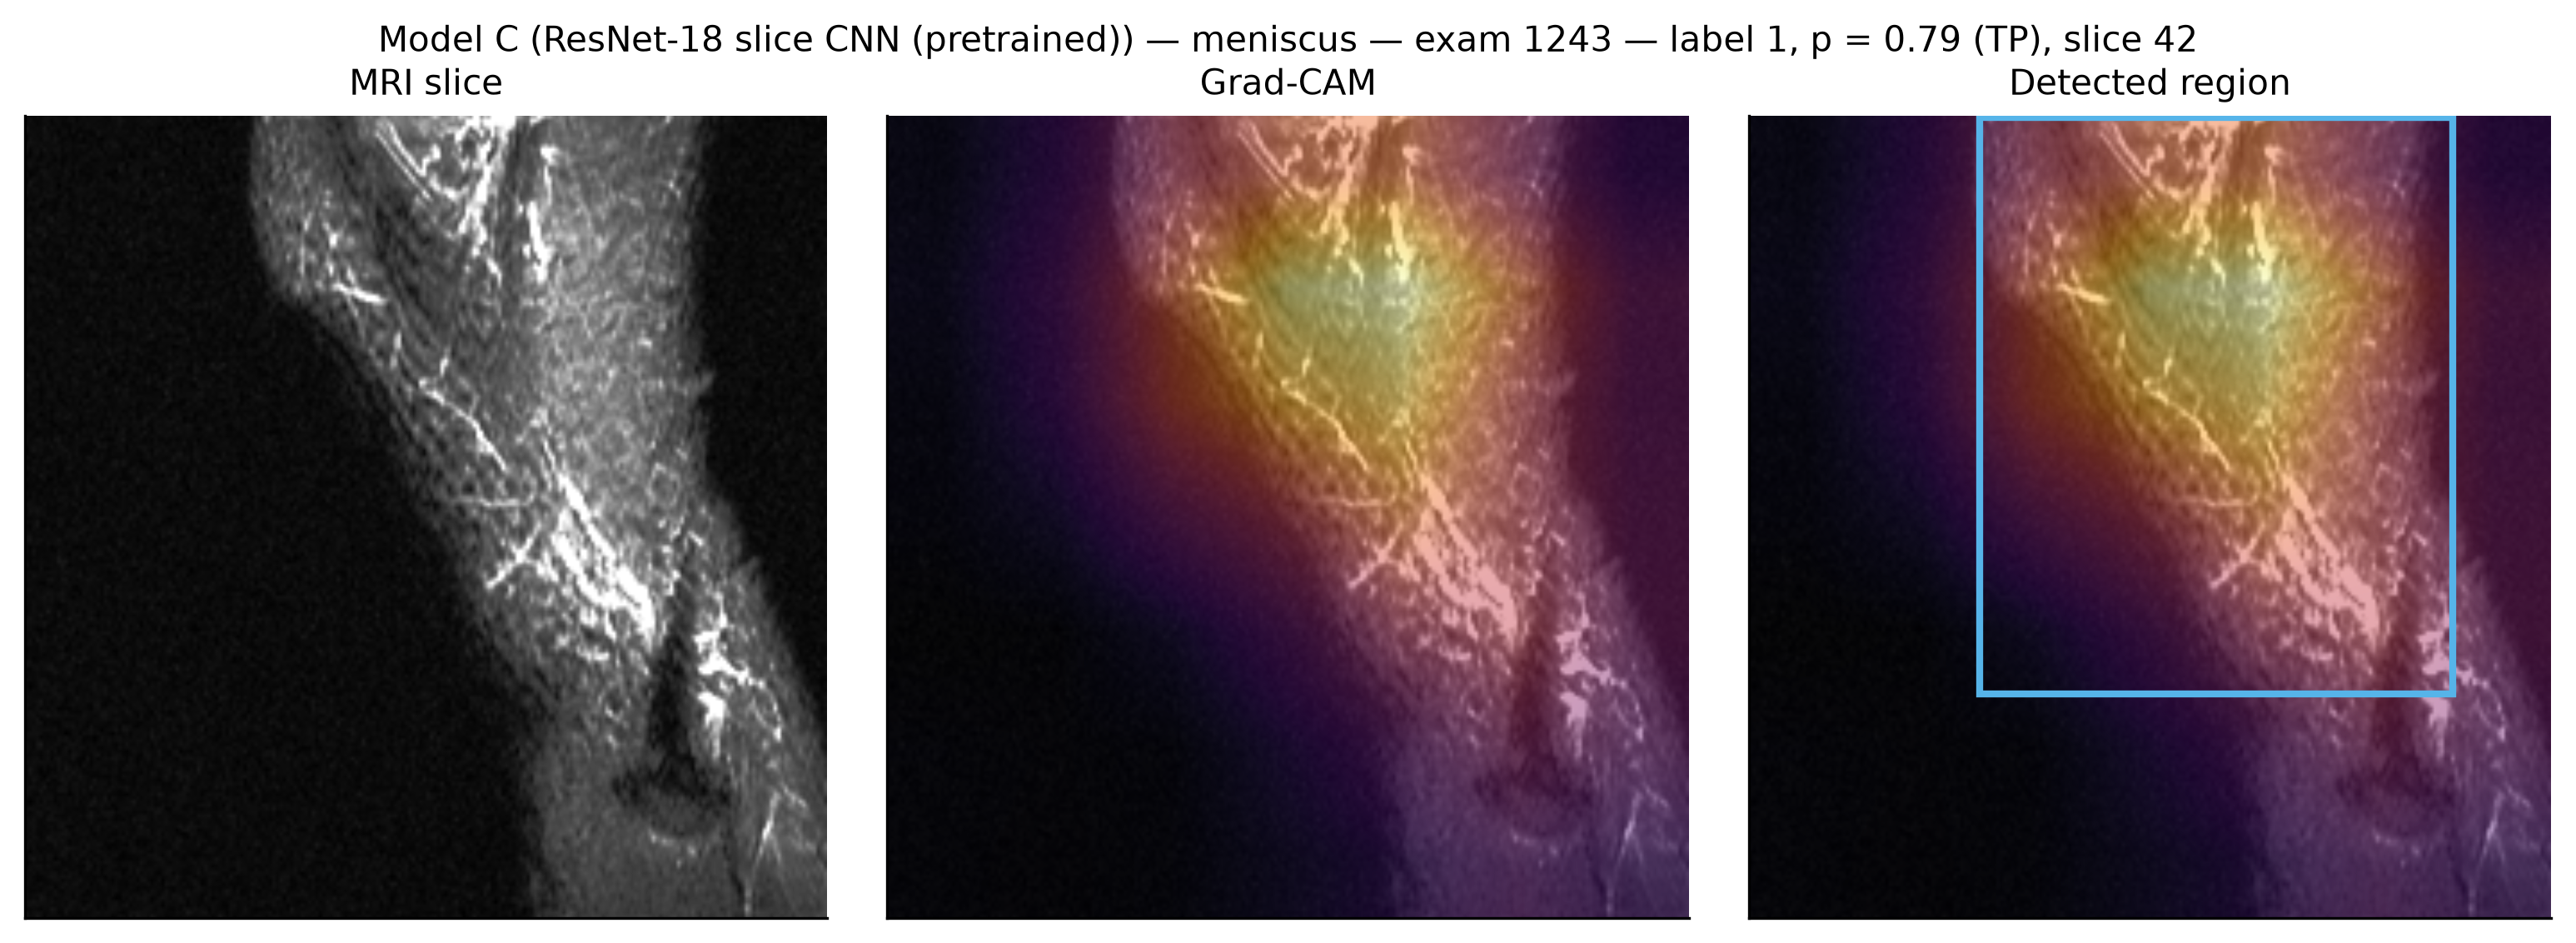 Model C (ResNet-18 slice CNN (pretrained)) — meniscus — exam 1243 — label 1, p = 0.79 (TP), slice 42
MRI slice
Grad-CAM
Detected region